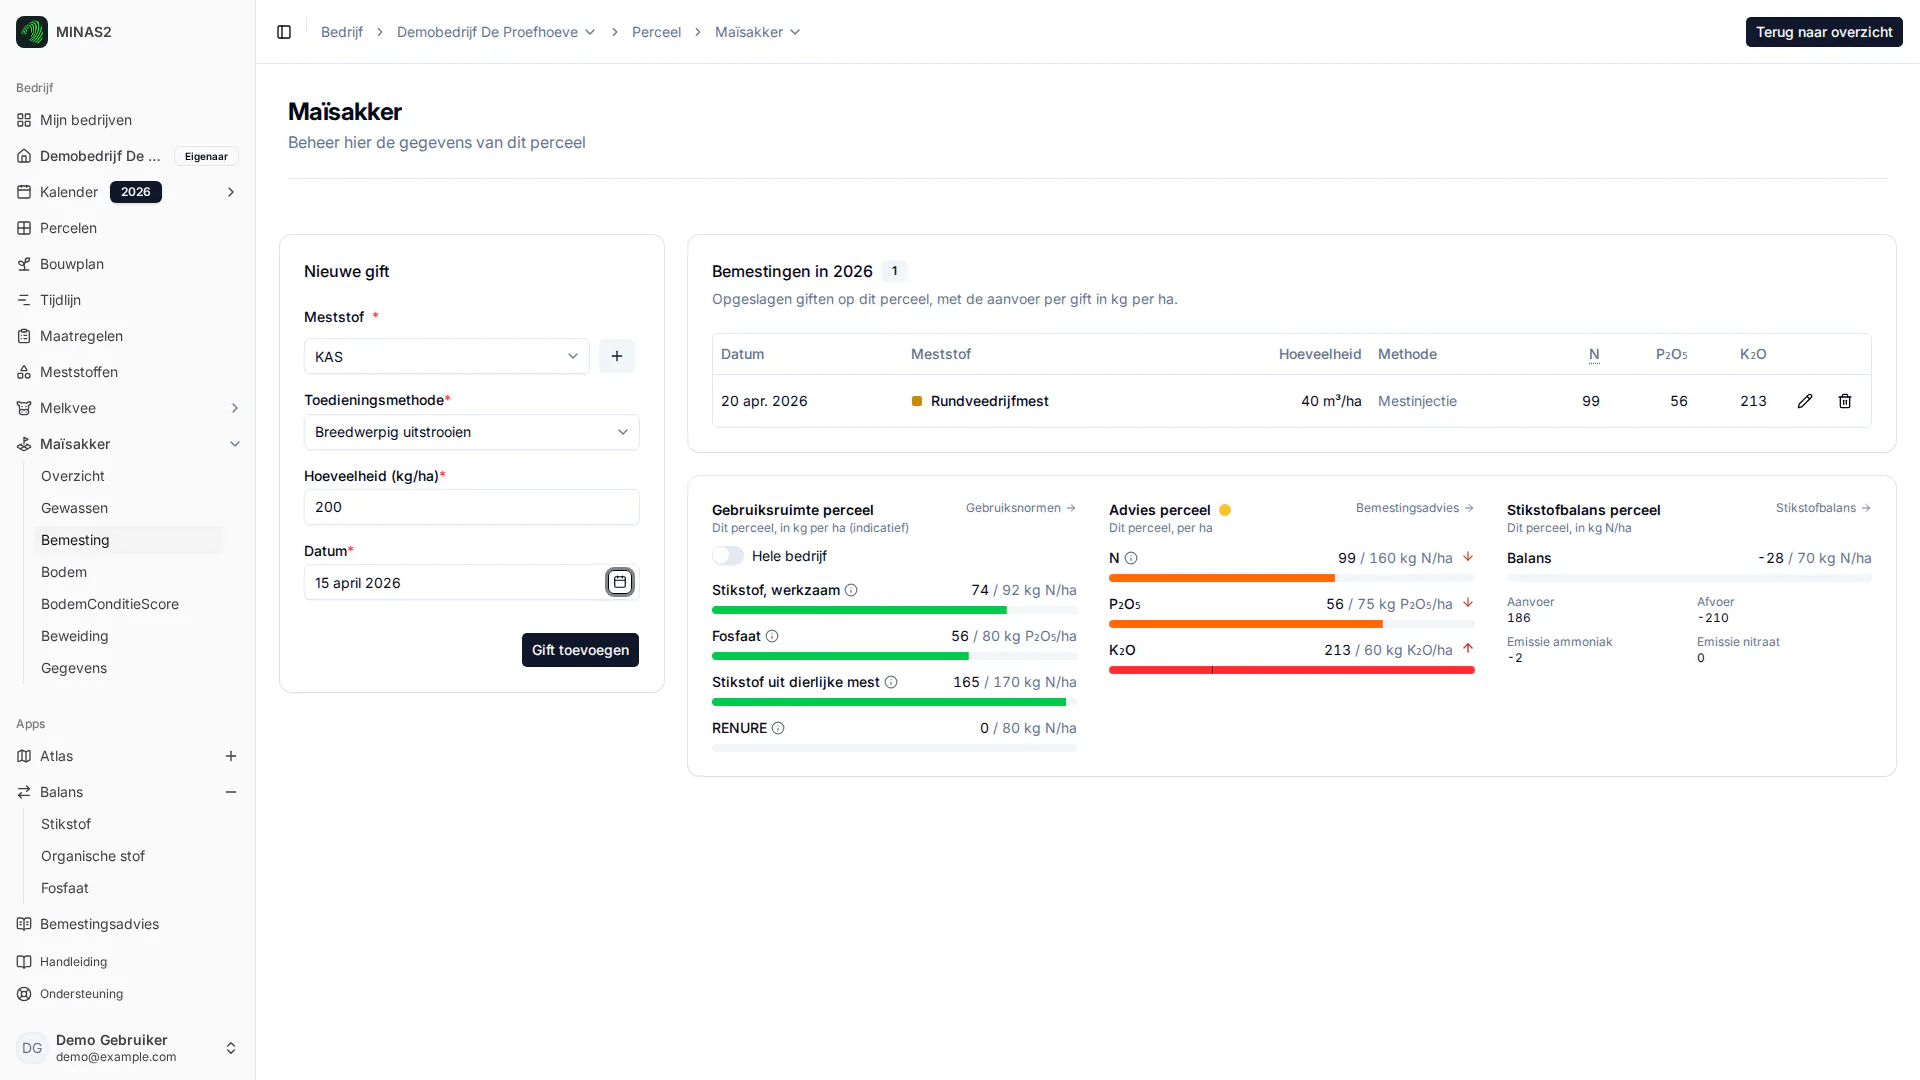 MINAS2
Bedrijf
Mijn bedrijven
Demobedrijf De ... Eigenaar
Kalender 2026
Percelen
Bouwplan
Tijdlijn
Maatregelen
Meststoffen
Melkvee
Maïsakker
Overzicht
Gewassen
Bemesting
Bodem
BodemConditieScore
Beweiding
Gegevens
Apps
Atlas
Balans
Stikstof
Organische stof
Fosfaat
Bemestingsadvies
Handleiding
Ondersteuning
DG Demo Gebruiker
demo@example.com
Bedrijf Demobedrijf De Proefhoeve Perceel Maïsakker
Terug naar overzicht
Maïsakker
Beheer hier de gegevens van dit perceel
Nieuwe gift
Meststof *
KAS
Toedieningsmethode*
Breedwerpig uitstrooien
Hoeveelheid (kg/ha)*
200
Datum*
15 april 2026
Gift toevoegen
Bemestingen in 2026 1
Opgeslagen giften op dit perceel, met de aanvoer per gift in kg per ha.
Datum Meststof Hoeveelheid Methode N P₂O₅ K₂O
20 apr. 2026 Rundveedrijfmest 40 m³/ha Mestinjectie 99 56 213
Gebruiksruimte perceel Gebruiksnormen →
Dit perceel, in kg per ha (indicatief)
Hele bedrijf
Stikstof, werkzaam 74 / 92 kg N/ha
Fosfaat 56 / 80 kg P₂O₅/ha
Stikstof uit dierlijke mest 165 / 170 kg N/ha
RENURE 0 / 80 kg N/ha
Advies perceel Bemestingsadvies →
Dit perceel, per ha
N 99 / 160 kg N/ha ↓
P₂O₅ 56 / 75 kg P₂O₅/ha ↓
K₂O 213 / 60 kg K₂O/ha ↑
Stikstofbalans perceel Stikstofbalans →
Dit perceel, in kg N/ha
Balans -28 / 70 kg N/ha
Aanvoer Afvoer
186 -210
Emissie ammoniak Emissie nitraat
-2 0